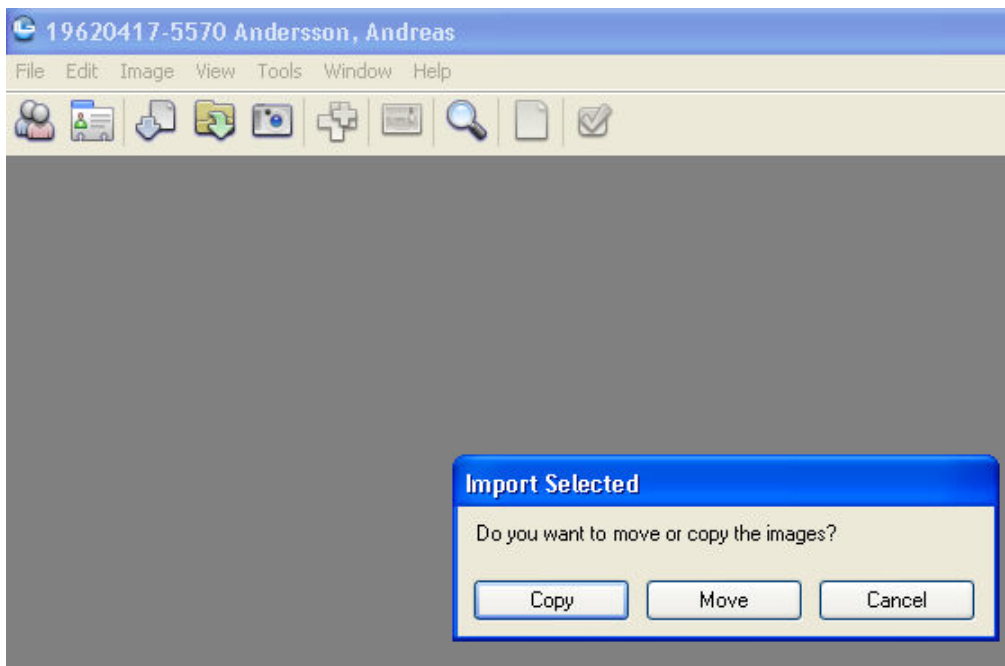 19620417-5570 Andersson, Andreas
File Edit Image View Tools Window Help
Import Selected
Do you want to move or copy the images?
Copy Move Cancel